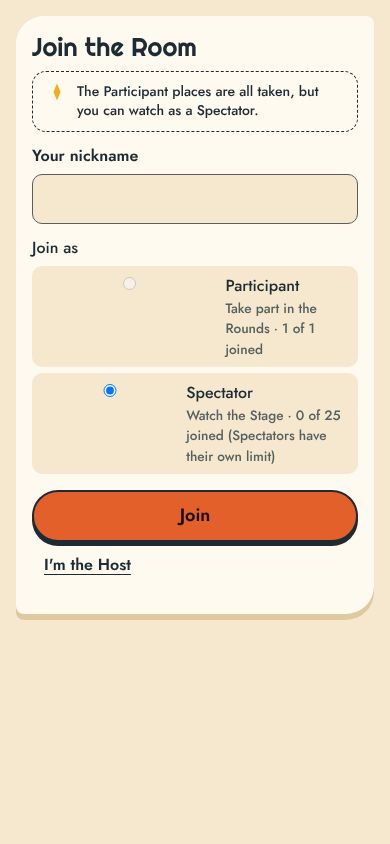 Join the Room
The Participant places are all taken, but
you can watch as a Spectator.
Your nickname
Join as
Participant
Take part in the
Rounds · 1 of 1
joined
Spectator
Watch the Stage · 0 of 25
joined (Spectators have
their own limit)
Join
I'm the Host